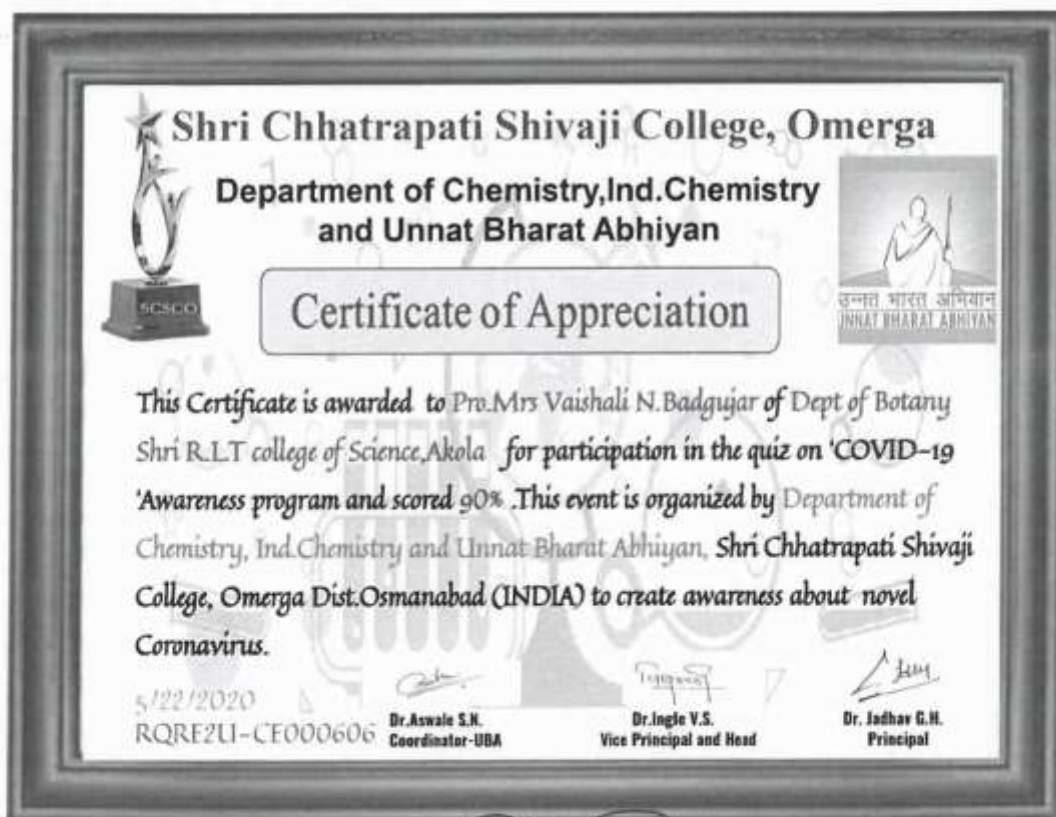 Shri Chhatrapati Shivaji College, Omerga
Department of Chemistry,Ind.Chemistry
and Unnat Bharat Abhiyan
SCSCO
उन्नत भारत अभियान
UNNAT BHARAT ABHIYAN
Certificate of Appreciation
This Certificate is awarded to Pro.Mrs Vaishali N.Badgujar of Dept of Botany
Shri R.L.T college of Science,Akola for participation in the quiz on 'COVID-19
'Awareness program and scored 90% .This event is organized by Department of
Chemistry, Ind.Chemistry and Unnat Bharat Abhiyan, Shri Chhatrapati Shivaji
College, Omerga Dist.Osmanabad (INDIA) to create awareness about novel
Coronavirus.
5/22/2020
RQRF2U-CE000606
Dr.Aswale S.N.
Coordinator-UBA
Dr.Ingle V.S.
Vice Principal and Head
Dr. Jadhav G.H.
Principal